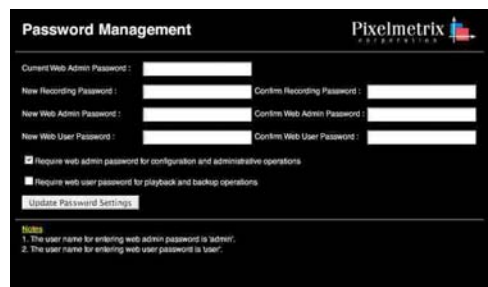 Password Management
Pixelmetrix
corporation
Current Web Admin Password :
New Recording Password :
Confirm Recording Password :
New Web Admin Password :
Confirm Web Admin Password :
New Web User Password :
Confirm Web User Password :
Require web admin password for configuration and administrative operations
Require web user password for playback and backup operations
Update Password Settings
Notes
1. The user name for entering web admin password is 'admin'.
2. The user name for entering web user password is 'user'.